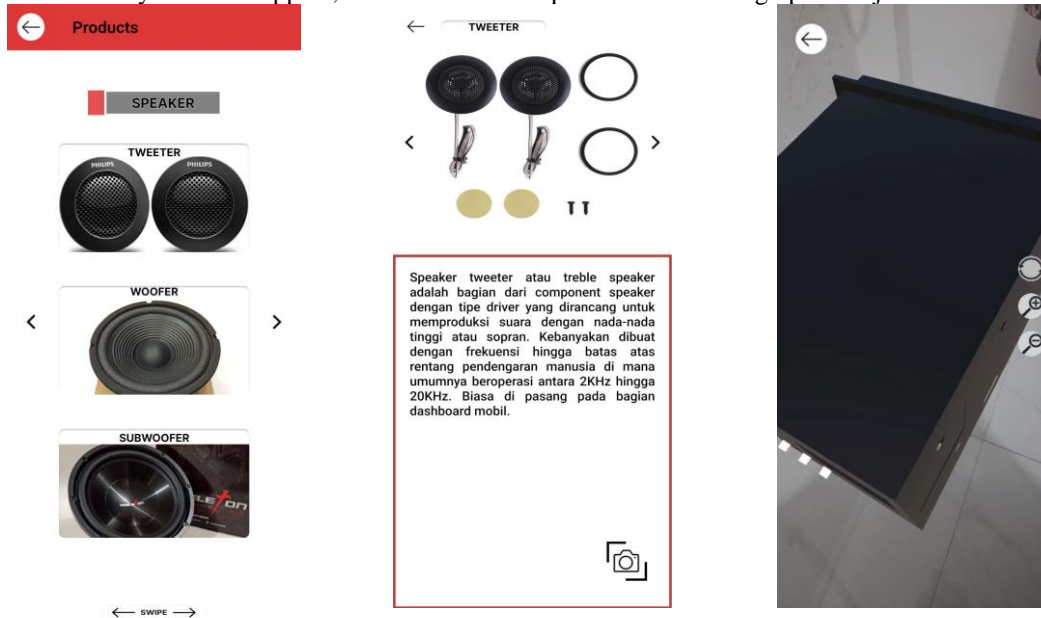 Products
SPEAKER
TWEETER
PHILIPS PHILIPS
WOOFER
SUBWOOFER
SWIPE
TWEETER
Speaker tweeter atau treble speaker
adalah bagian dari component speaker
dengan tipe driver yang dirancang untuk
memproduksi suara dengan nada-nada
tinggi atau sopran. Kebanyakan dibuat
dengan frekuensi hingga batas atas
rentang pendengaran manusia di mana
umumnya beroperasi antara 2KHz hingga
20KHz. Biasa di pasang pada bagian
dashboard mobil.